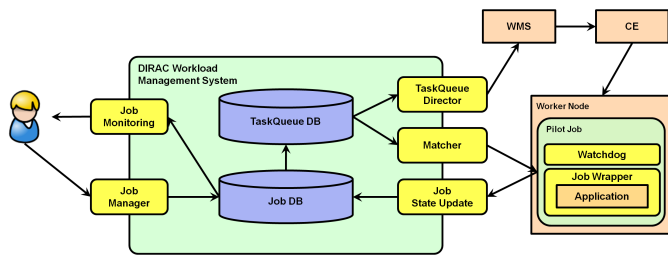 WMS
CE
DIRAC Workload
Management System
TaskQueue
Director
Worker Node
Job
Monitoring
TaskQueue DB
Pilot Job
Matcher
Watchdog
Job
Manager
Job DB
Job
State Update
Job Wrapper
Application